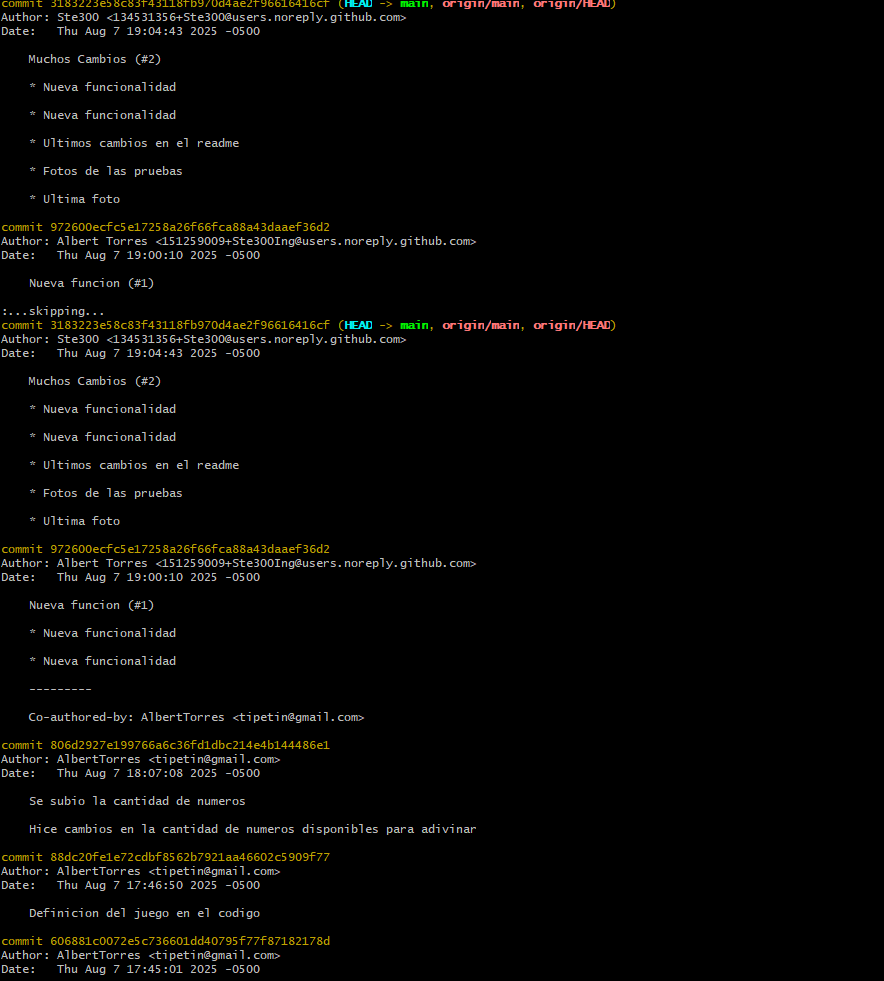 commit 3183223e58c83f43118fb970d4ae2f96616416cf (HEAD -> main, origin/main, origin/HEAD)
Author: Ste300 <134531356+Ste300@users.noreply.github.com>
Date:   Thu Aug 7 19:04:43 2025 -0500
Muchos Cambios (#2)
* Nueva funcionalidad
* Nueva funcionalidad
* Ultimos cambios en el readme
* Fotos de las pruebas
* Ultima foto
commit 972600ecfc5e17258a26f66fca88a43daaef36d2
Author: Albert Torres <151259009+Ste300Ing@users.noreply.github.com>
Date:   Thu Aug 7 19:00:10 2025 -0500
Nueva funcion (#1)
:...skipping...
commit 3183223e58c83f43118fb970d4ae2f96616416cf (HEAD -> main, origin/main, origin/HEAD)
Author: Ste300 <134531356+Ste300@users.noreply.github.com>
Date:   Thu Aug 7 19:04:43 2025 -0500
Muchos Cambios (#2)
* Nueva funcionalidad
* Nueva funcionalidad
* Ultimos cambios en el readme
* Fotos de las pruebas
* Ultima foto
commit 972600ecfc5e17258a26f66fca88a43daaef36d2
Author: Albert Torres <151259009+Ste300Ing@users.noreply.github.com>
Date:   Thu Aug 7 19:00:10 2025 -0500
Nueva funcion (#1)
* Nueva funcionalidad
* Nueva funcionalidad
---------
Co-authored-by: AlbertTorres <tipetin@gmail.com>
commit 806d2927e199766a6c36fd1dbc214e4b144486e1
Author: AlbertTorres <tipetin@gmail.com>
Date:   Thu Aug 7 18:07:08 2025 -0500
Se subio la cantidad de numeros
Hice cambios en la cantidad de numeros disponibles para adivinar
commit 88dc20fe1e72cdbf8562b7921aa46602c5909f77
Author: AlbertTorres <tipetin@gmail.com>
Date:   Thu Aug 7 17:46:50 2025 -0500
Definicion del juego en el codigo
commit 606881c0072e5c736601dd40795f77f87182178d
Author: AlbertTorres <tipetin@gmail.com>
Date:   Thu Aug 7 17:45:01 2025 -0500